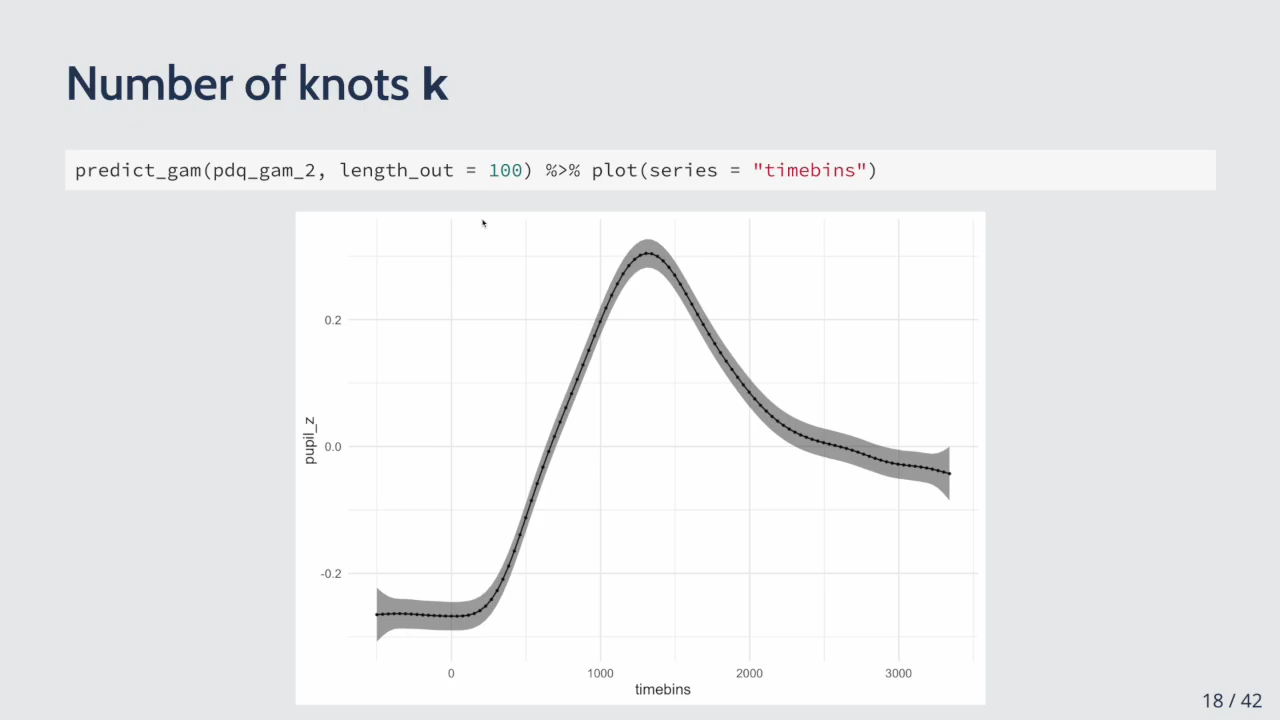 Number of knots k
predict_gam(pdq_gam_2, length_out = 100) %>% plot(series = "timebins")
0.2
0.0
-0.2
pupil_z
0 1000 2000 3000
timebins
18 / 42